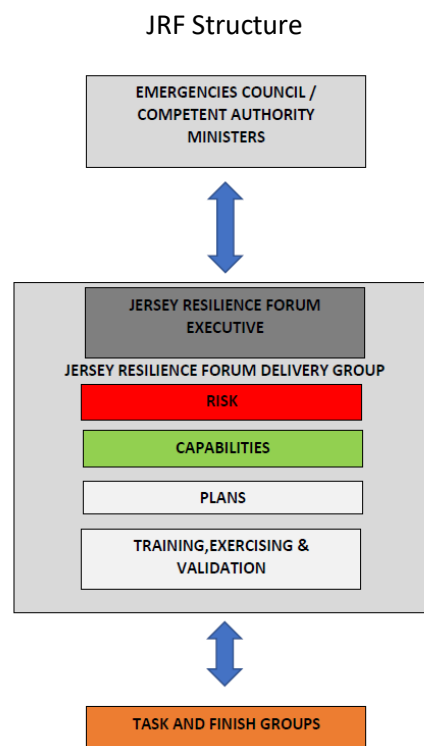 JRF Structure
EMERGENCIES COUNCIL /
COMPETENT AUTHORITY
MINISTERS
JERSEY RESILIENCE FORUM
EXECUTIVE
JERSEY RESILIENCE FORUM DELIVERY GROUP
RISK
CAPABILITIES
PLANS
TRAINING,EXERCISING &
VALIDATION
TASK AND FINISH GROUPS